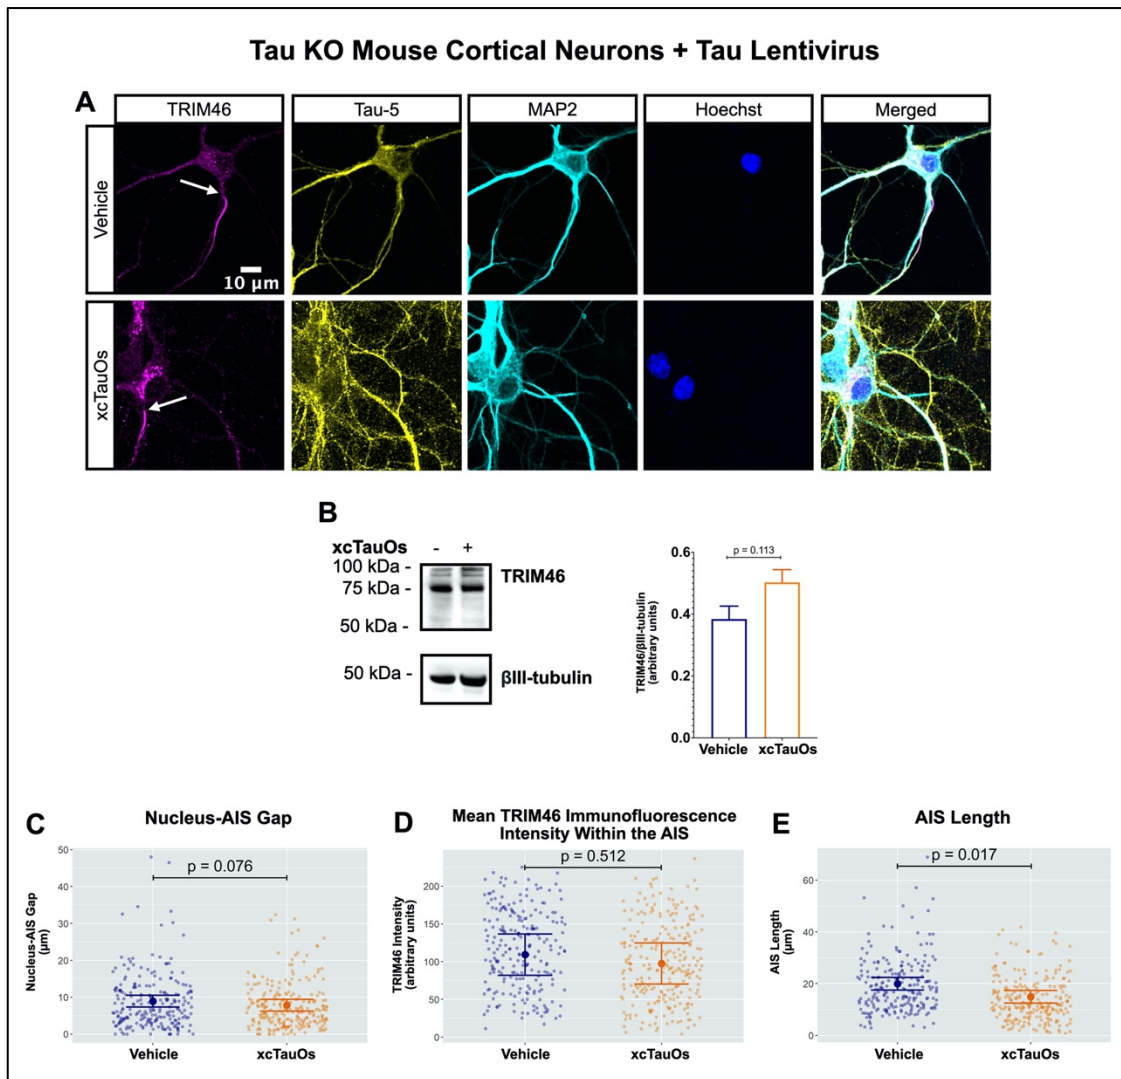 Tau KO Mouse Cortical Neurons + Tau Lentivirus
A
TRIM46
Tau-5
MAP2
Hoechst
Merged
Vehicle
10 µm
xcTauOs
B
xcTauOs
-
+
100 kDa -
75 kDa -
50 kDa -
TRIM46
50 kDa -
βIII-tubulin
TRIM46/βIII-tubulin
(arbitrary units)
0.6
0.4
0.2
0.0
p = 0.113
Vehicle
xcTauOs
C
Nucleus-AIS Gap
Nucleus-AIS Gap
(µm)
50
40
30
20
10
0
p = 0.076
Vehicle
xcTauOs
D
Mean TRIM46 Immunofluorescence
Intensity Within the AIS
TRIM46 Intensity
(arbitrary units)
200
150
100
50
0
p = 0.512
Vehicle
xcTauOs
E
AIS Length
AIS Length
(µm)
60
40
20
0
p = 0.017
Vehicle
xcTauOs